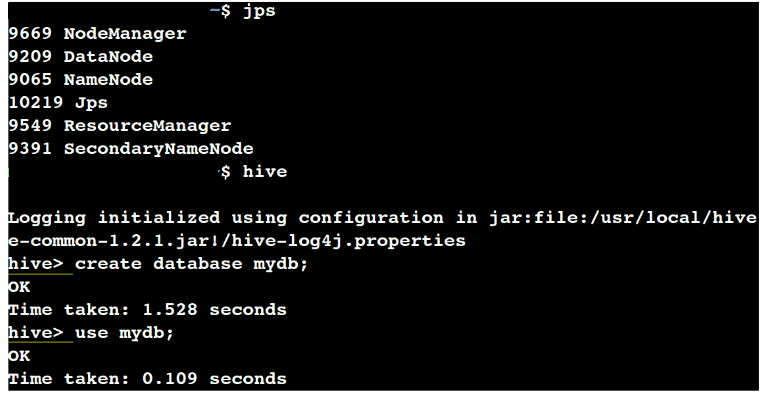 ~$ jps
9669 NodeManager
9209 DataNode
9065 NameNode
10219 Jps
9549 ResourceManager
9391 SecondaryNameNode
$ hive
Logging initialized using configuration in jar:file:/usr/local/hive
e-common-1.2.1.jar!/hive-log4j.properties
hive> create database mydb;
OK
Time taken: 1.528 seconds
hive> use mydb;
OK
Time taken: 0.109 seconds